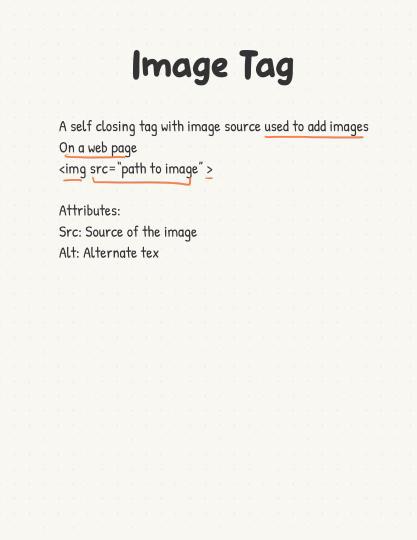 Image Tag
A self closing tag with image source used to add images
On a web page
<img src="path to image" >
Attributes:
Src: Source of the image
Alt: Alternate tex